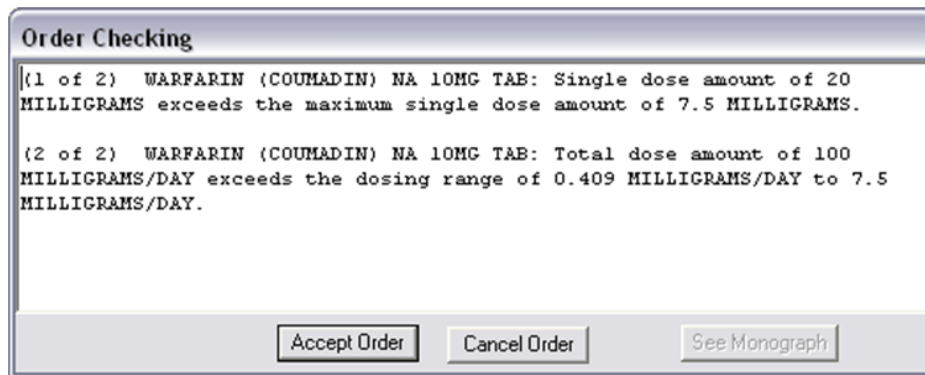 Order Checking
(1 of 2)  WARFARIN (COUMADIN) NA 10MG TAB: Single dose amount of 20
MILLIGRAMS exceeds the maximum single dose amount of 7.5 MILLIGRAMS.
(2 of 2)  WARFARIN (COUMADIN) NA 10MG TAB: Total dose amount of 100
MILLIGRAMS/DAY exceeds the dosing range of 0.409 MILLIGRAMS/DAY to 7.5
MILLIGRAMS/DAY.
Accept Order Cancel Order See Monograph